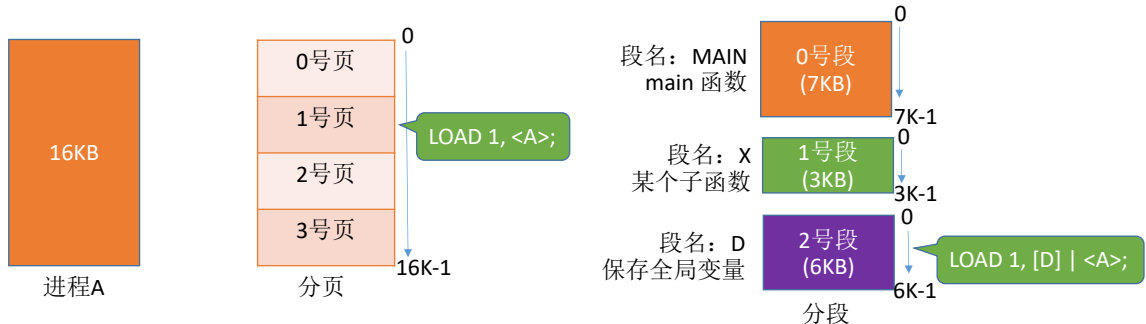 16KB
进程A
0号页
1号页
2号页
3号页
0
16K-1
LOAD 1, <A>;
分页
段名：MAIN
main 函数
0号段
(7KB)
0
7K-1
段名：X
某个子函数
1号段
(3KB)
0
3K-1
段名：D
保存全局变量
2号段
(6KB)
0
6K-1
LOAD 1, [D] | <A>;
分段